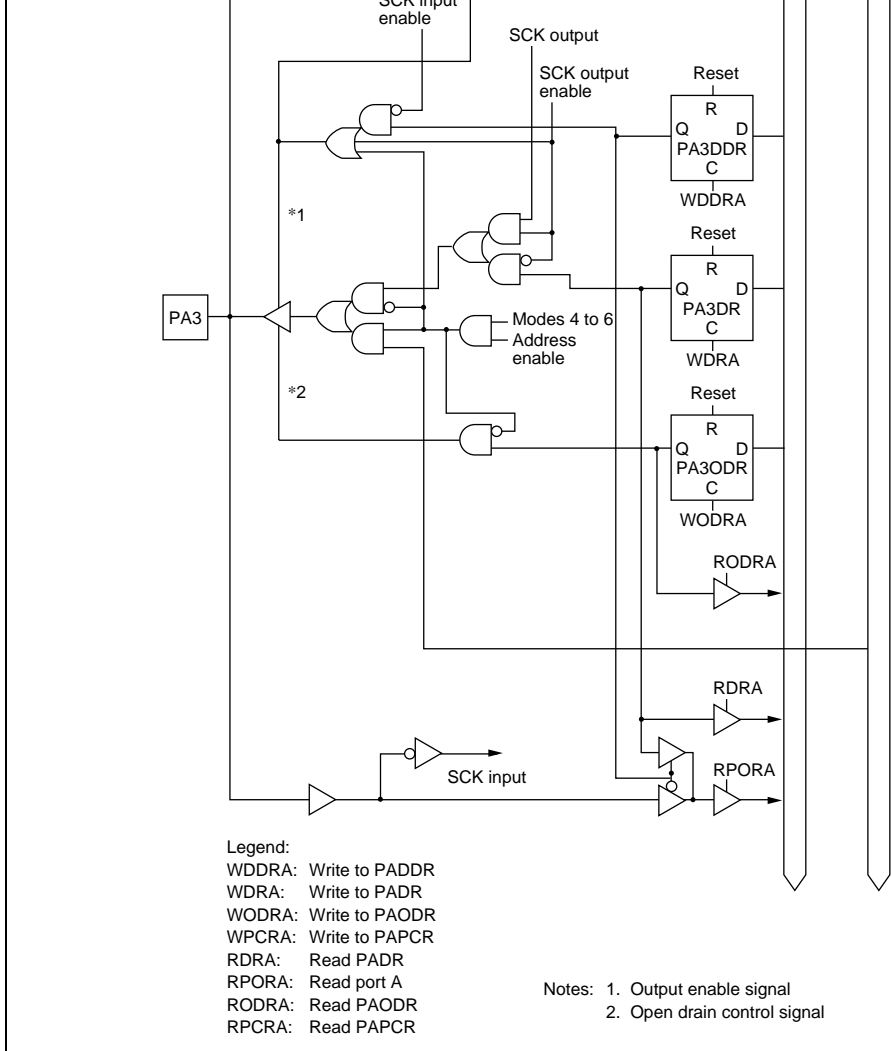 SCK input
enable
SCK output
SCK output
enable
Reset
R
Q D
PA3DDR
C
WDDRA
*1
Reset
R
Q D
PA3DR
C
WDRA
PA3
Modes 4 to 6
Address
enable
*2
Reset
R
Q D
PA3ODR
C
WODRA
RODRA
RDRA
SCK input
RPORA
Legend:
WDDRA: Write to PADDR
WDRA: Write to PADR
WODRA: Write to PAODR
WPCRA: Write to PAPCR
RDRA: Read PADR
RPORA: Read port A
RODRA: Read PAODR
RPCRA: Read PAPCR
Notes: 1. Output enable signal
2. Open drain control signal